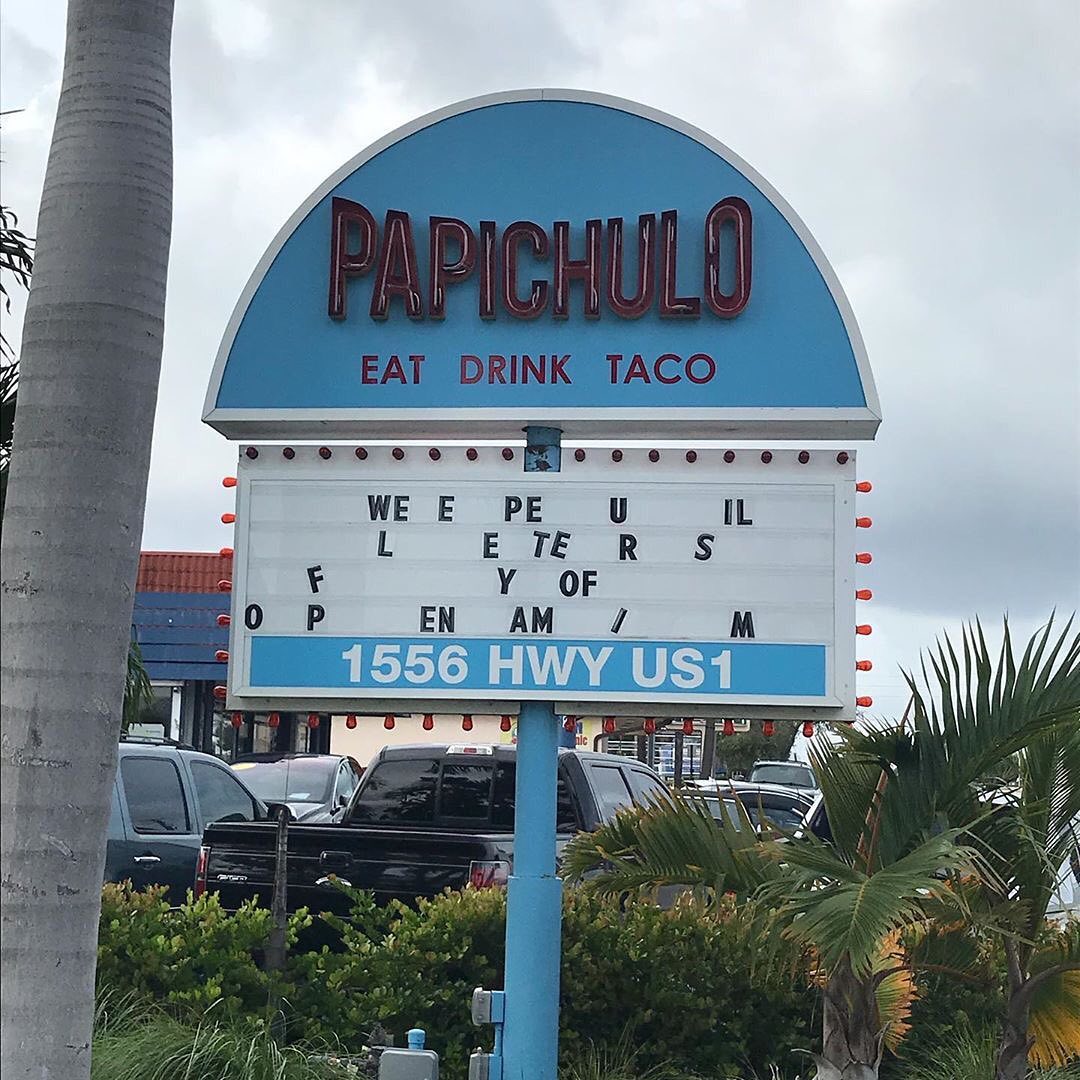 PAPICHULO
EAT DRINK TACO
WE E PE U IL
L E TE R S
F Y OF
O P EN AM / M
1556 HWY US1